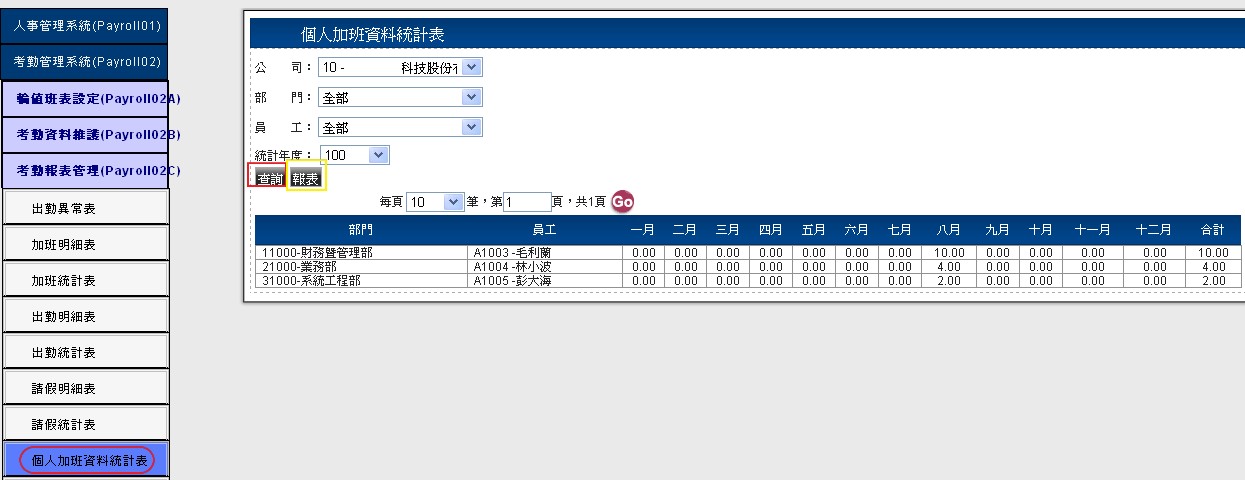 人事管理系統(Payroll01)
考勤管理系統(Payroll02)
輪值班表設定(Payroll02A)
考勤資料維護(Payroll02B)
考勤報表管理(Payroll02C)
出勤異常表
加班明細表
加班統計表
出勤明細表
出勤統計表
請假明細表
請假統計表
個人加班資料統計表
個人加班資料統計表
公 司： 10 - 科技股份有
部 門： 全部
員 工： 全部
統計年度： 100
查詢 報表
每頁 10 筆，第 1 頁，共1頁 Go
部門 員工 一月 二月 三月 四月 五月 六月 七月 八月 九月 十月 十一月 十二月 合計
11000-財務暨管理部 A1003 -毛利蘭 0.00 0.00 0.00 0.00 0.00 0.00 0.00 10.00 0.00 0.00 0.00 0.00 10.00
21000-業務部 A1004 -林小波 0.00 0.00 0.00 0.00 0.00 0.00 0.00 4.00 0.00 0.00 0.00 0.00 4.00
31000-系統工程部 A1005 -彭大海 0.00 0.00 0.00 0.00 0.00 0.00 0.00 2.00 0.00 0.00 0.00 0.00 2.00